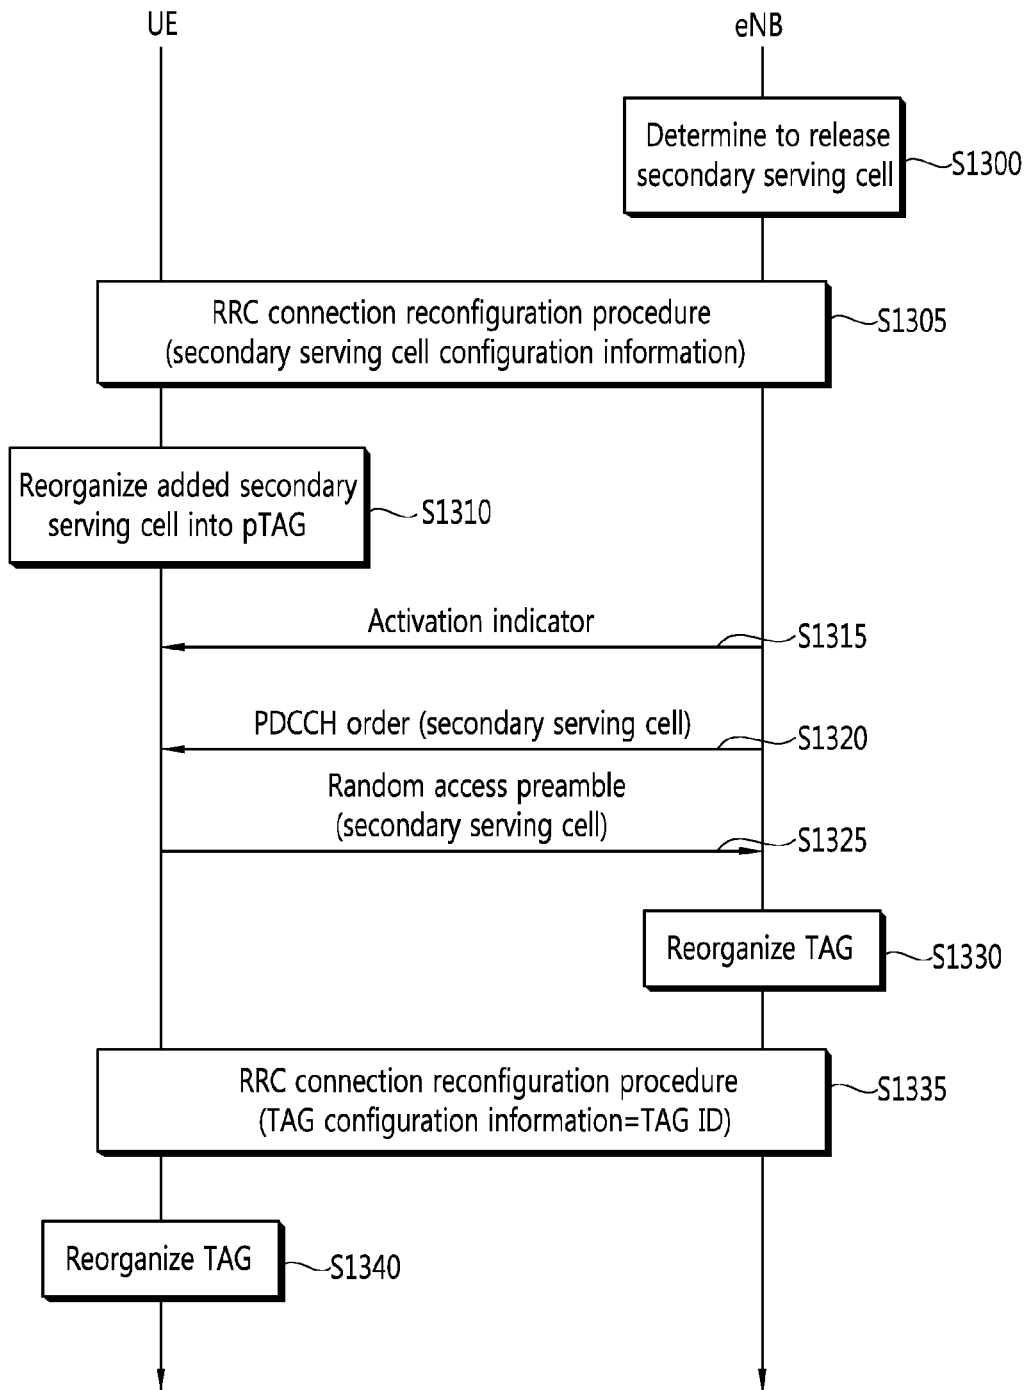 UE
eNB
Determine to release
secondary serving cell
S1300
RRC connection reconfiguration procedure
(secondary serving cell configuration information)
S1305
Reorganize added secondary
serving cell into pTAG
S1310
Activation indicator
S1315
PDCCH order (secondary serving cell)
S1320
Random access preamble
(secondary serving cell)
S1325
Reorganize TAG
S1330
RRC connection reconfiguration procedure
(TAG configuration information=TAG ID)
S1335
Reorganize TAG
S1340